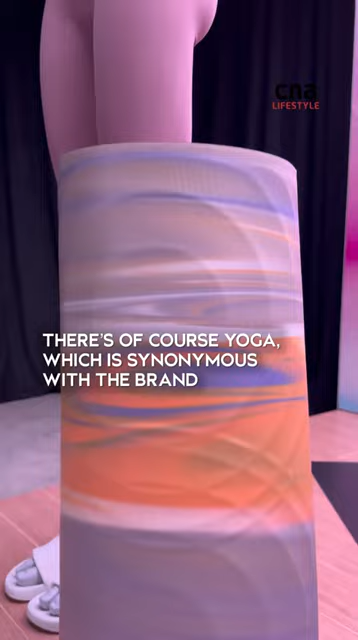 cna
LIFESTYLE
THERE'S OF COURSE YOGA,
WHICH IS SYNONYMOUS
WITH THE BRAND